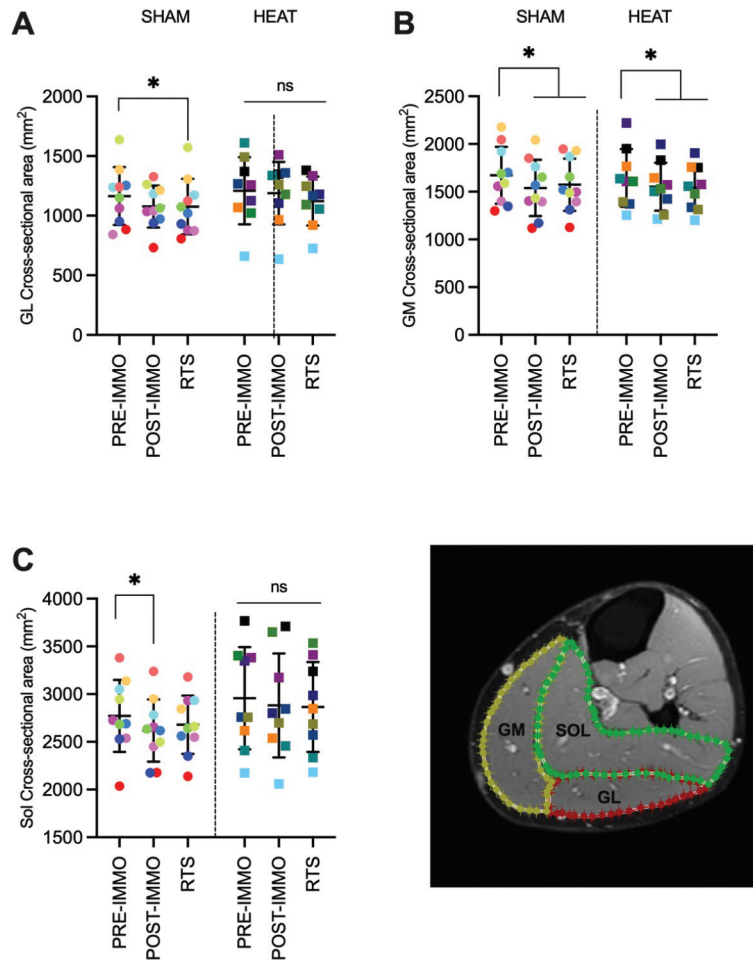 A
SHAM HEAT
*
ns
GL Cross-sectional area (mm²)
2000
1500
1000
500
0
PRE-IMMO
POST-IMMO
RTS
PRE-IMMO
POST-IMMO
RTS
B
SHAM HEAT
*
*
GM Cross-sectional area (mm²)
2500
2000
1500
1000
500
0
PRE-IMMO
POST-IMMO
RTS
PRE-IMMO
POST-IMMO
RTS
C
*
ns
Sol Cross-sectional area (mm²)
4000
3500
3000
2500
2000
1500
PRE-IMMO
POST-IMMO
RTS
PRE-IMMO
POST-IMMO
RTS
GM SOL
GL